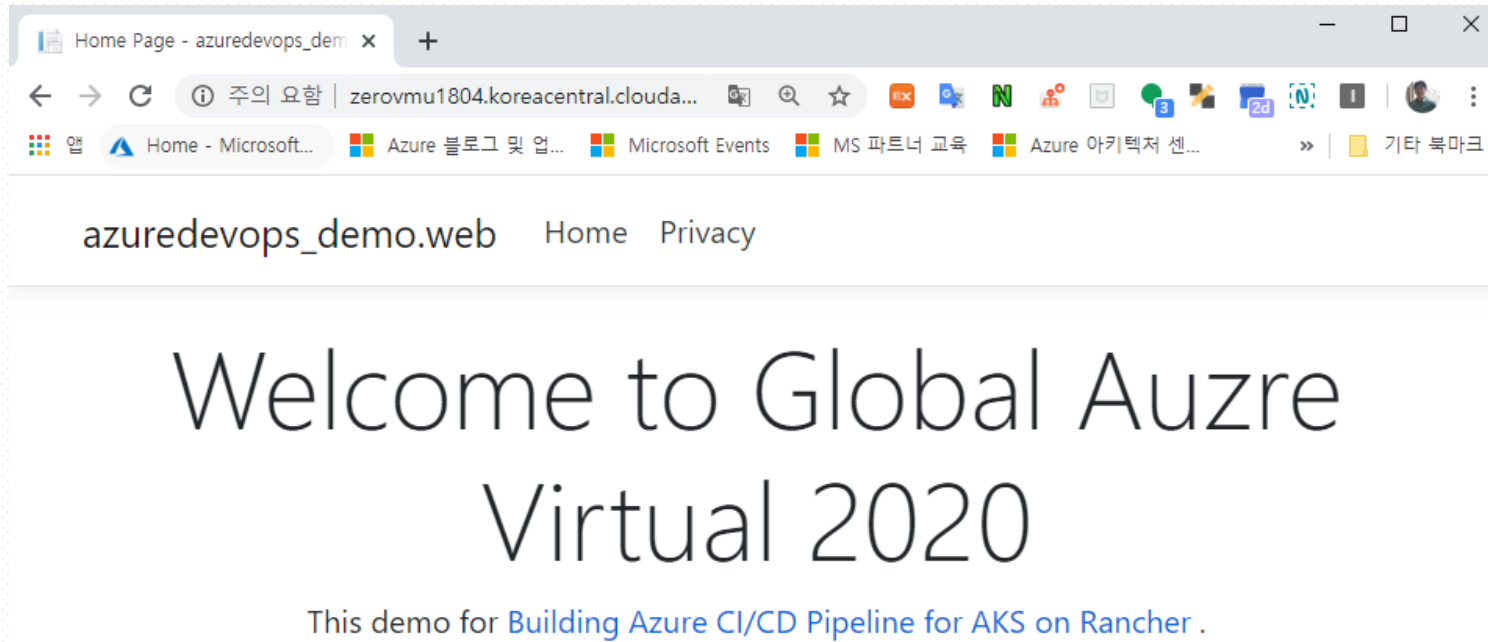 Home Page - azuredevops_dem
주의 요함 | zerovmu1804.koreacentral.clouda...
EX
3
2d
앱 Home - Microsoft... Azure 블로그 및 업... Microsoft Events MS 파트너 교육 Azure 아키텍처 센... » 기타 북마크
azuredevops_demo.web Home Privacy
Welcome to Global Auzre
Virtual 2020
This demo for Building Azure CI/CD Pipeline for AKS on Rancher .